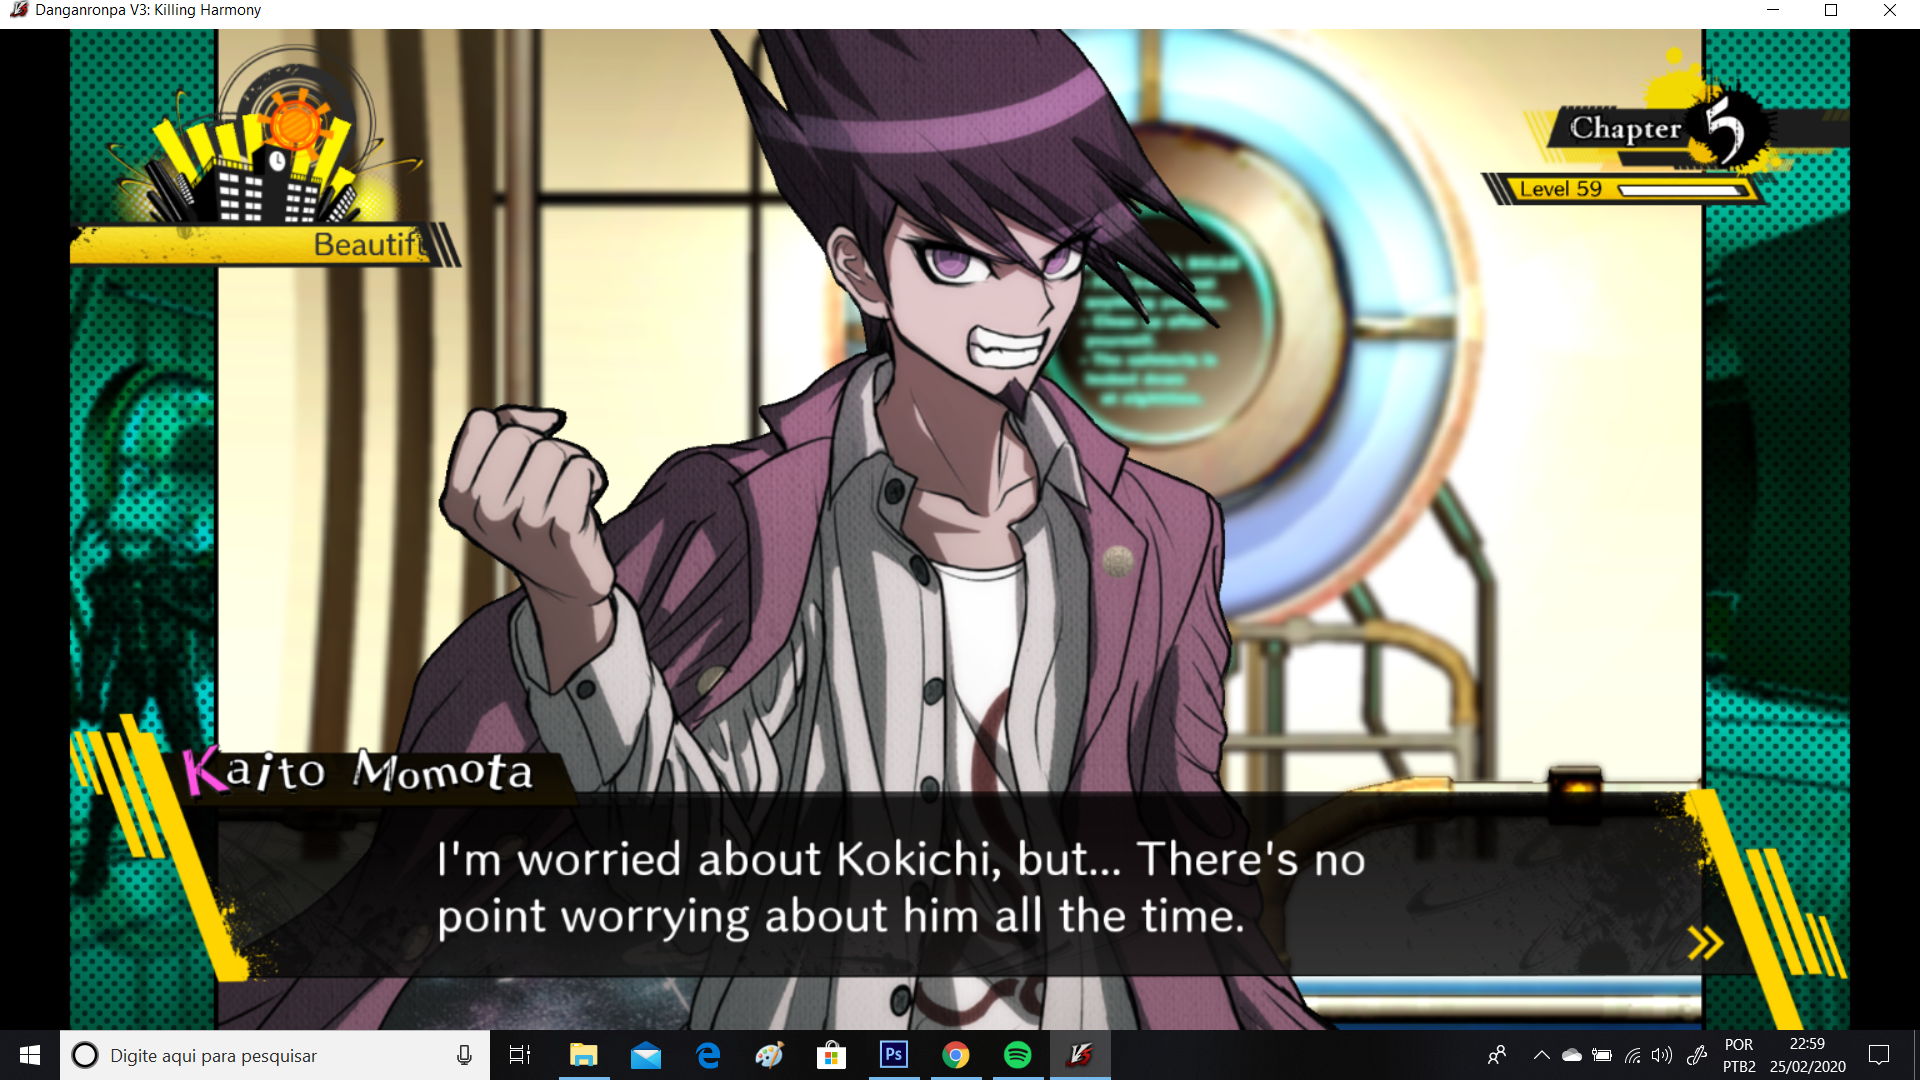 Danganronpa V3: Killing Harmony
Chapter 5
Level 59
Beautif
Kaito Momota
I'm worried about Kokichi, but... There's no
point worrying about him all the time.
Digite aqui para pesquisar
Ps
POR
PTB2
22:59
25/02/2020